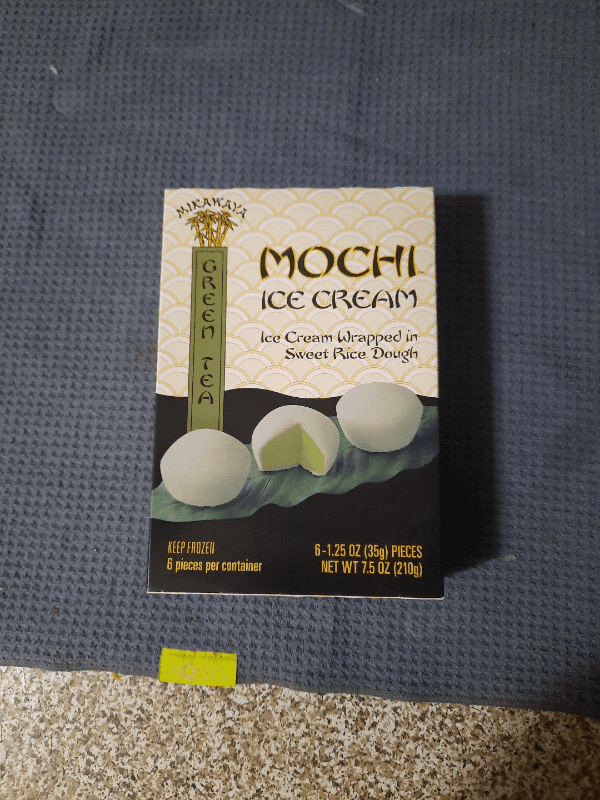 MIKAWAYA
GREEN TEA
MOCHI
ICE CREAM
Ice Cream Wrapped in
Sweet Rice Dough
KEEP FROZEN
6 pieces per container
6-1.25 OZ (35g) PIECES
NET WT 7.5 OZ (210g)